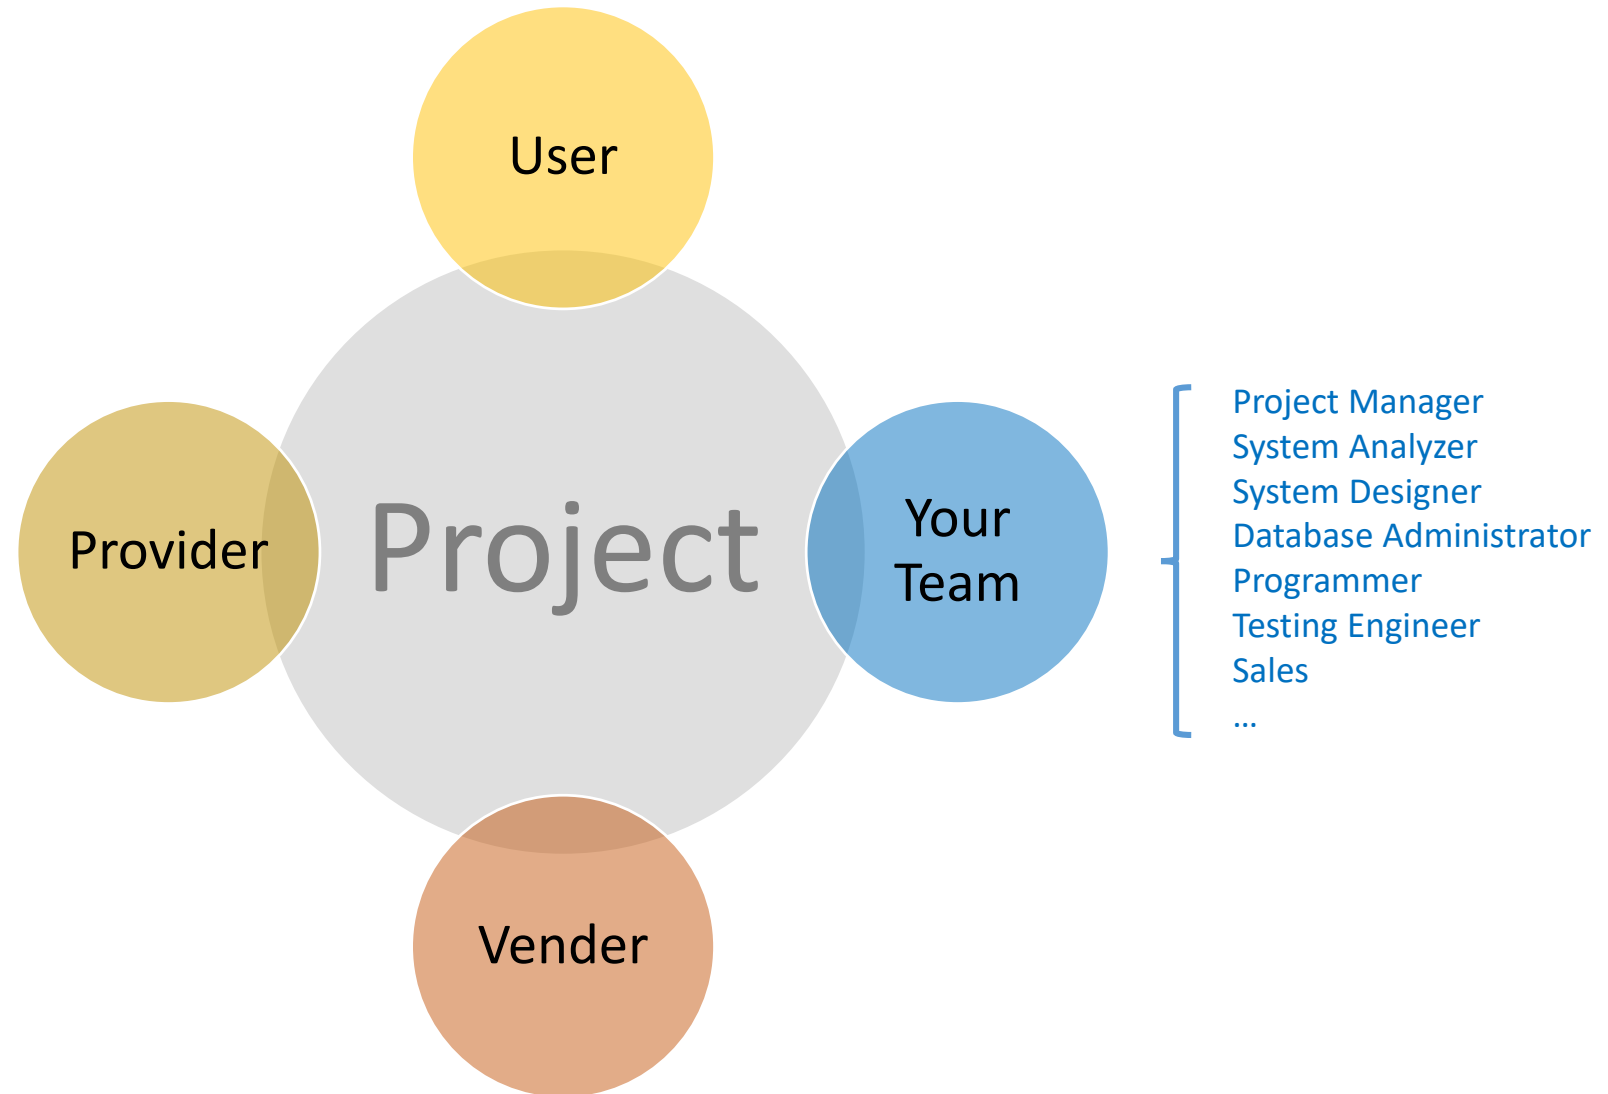 User
Provider
Project
Your
Team
Vender
Project Manager
System Analyzer
System Designer
Database Administrator
Programmer
Testing Engineer
Sales
...